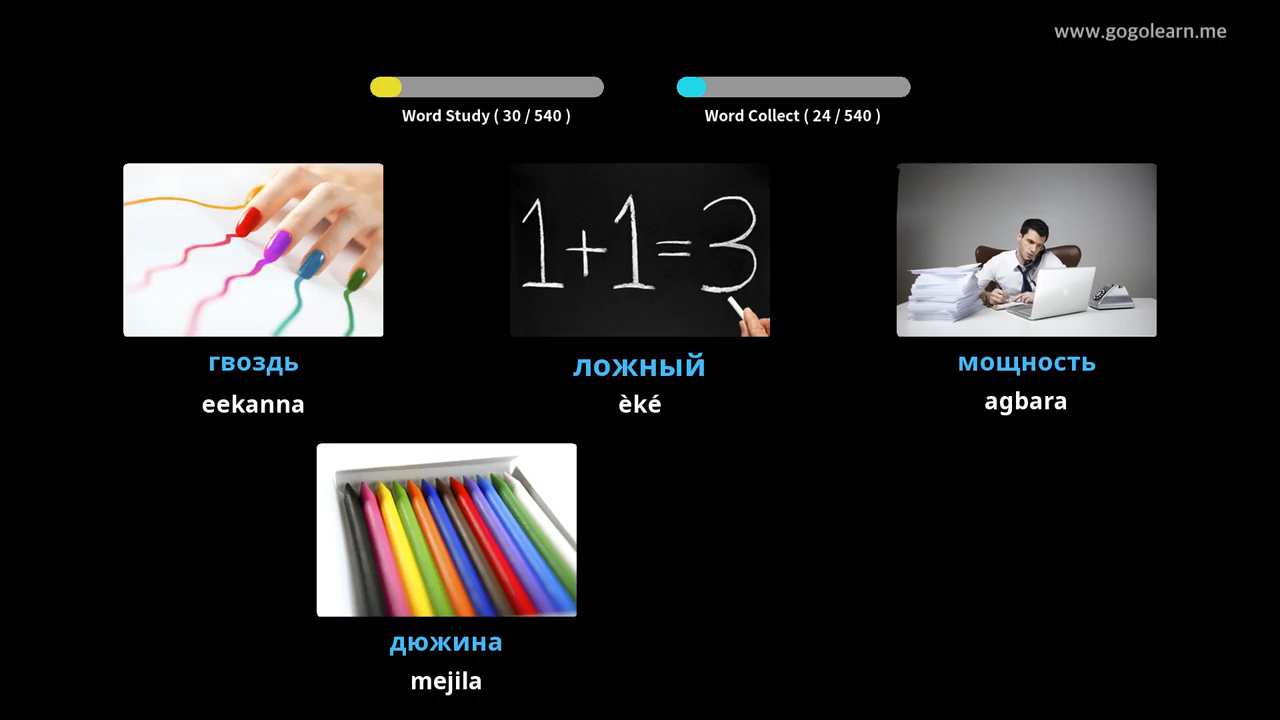 www.gogolearn.me
Word Study ( 30 / 540 )
Word Collect ( 24 / 540 )
1+1=3
гвоздь
eekanna
ложный
èké
мощность
agbara
дюжина
mejila